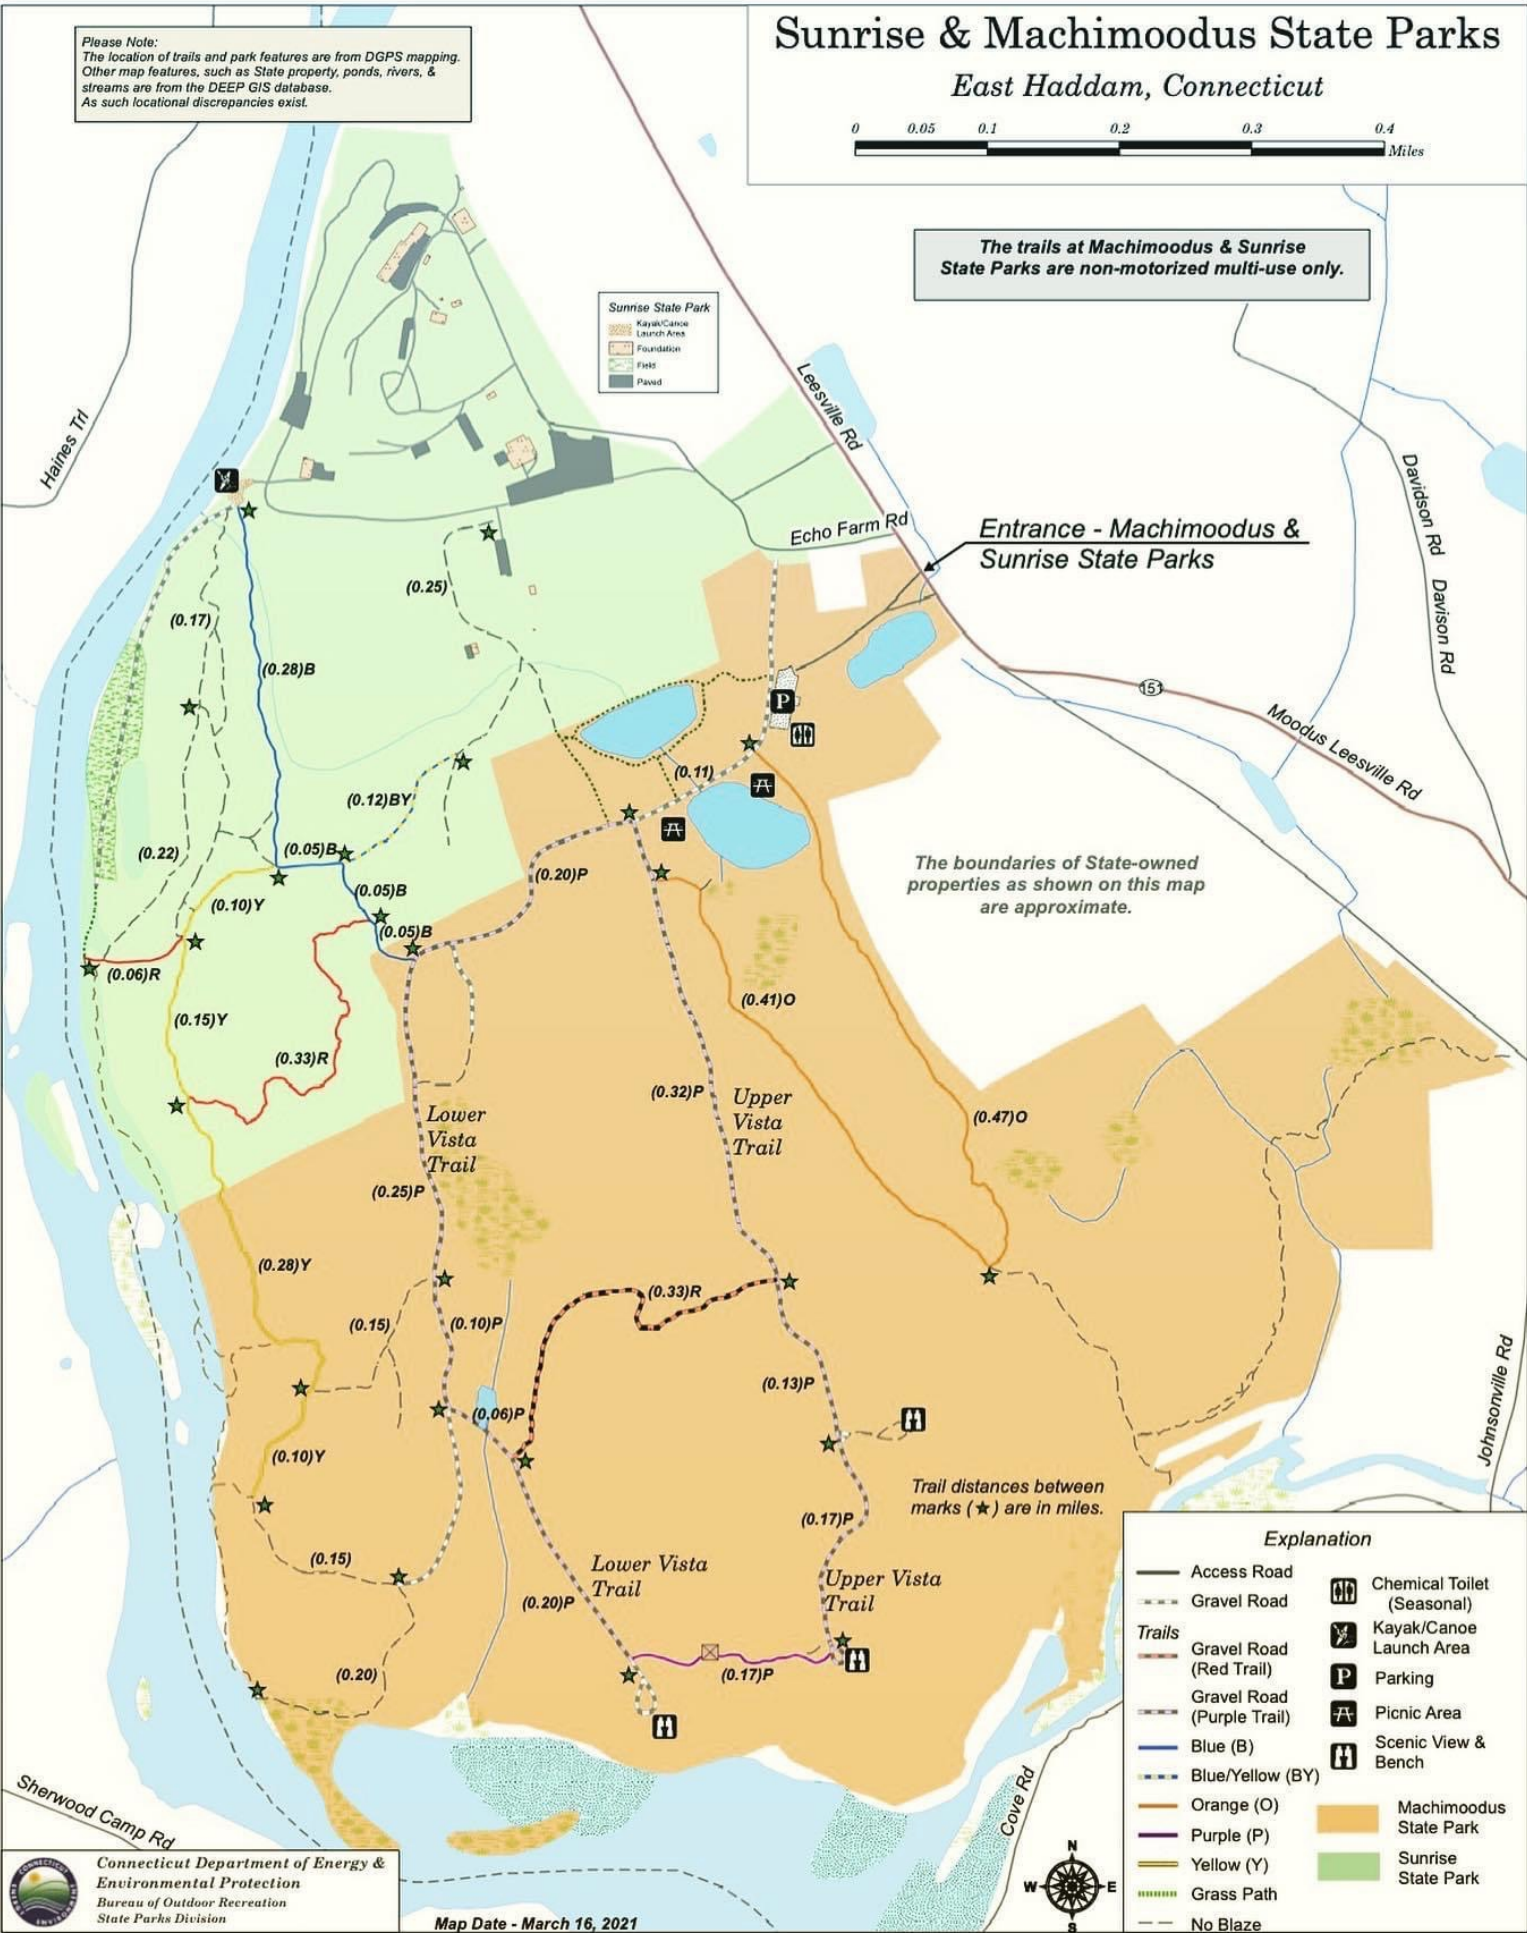 Please Note:
The location of trails and park features are from DGPS mapping.
Other map features, such as State property, ponds, rivers, &
streams are from the DEEP GIS database.
As such locational discrepancies exist.
Sunrise & Machimoodus State Parks
East Haddam, Connecticut
0 0.05 0.1 0.2 0.3 0.4
Miles
The trails at Machimoodus & Sunrise
State Parks are non-motorized multi-use only.
Sunrise State Park
Kayak/Canoe
Launch Area
Foundation
Field
Paved
Leesville Rd
Haines Trl
Davidson Rd
Echo Farm Rd
Entrance - Machimoodus &
Sunrise State Parks
Davison Rd
(0.25)
(0.17)
(0.28)B
151
P
Moodus Leesville Rd
(0.11)
(0.12)BY
(0.22)
(0.05)B
(0.20)P
(0.05)B
(0.10)Y
(0.05)B
The boundaries of State-owned
properties as shown on this map
are approximate.
(0.06)R
(0.41)O
(0.15)Y
(0.33)R
(0.32)P
Upper
Vista
Trail
Lower
Vista
Trail
(0.47)O
(0.25)P
(0.28)Y
(0.33)R
(0.15)
(0.10)P
(0.13)P
(0.06)P
Johnsonville Rd
(0.10)Y
Trail distances between
marks (★) are in miles.
(0.17)P
(0.15)
Lower Vista
Trail
Upper Vista
Trail
(0.20)P
(0.20)
(0.17)P
Sherwood Camp Rd
Cove Rd
Explanation
Access Road
Gravel Road
Trails
Gravel Road
(Red Trail)
Gravel Road
(Purple Trail)
Blue (B)
Blue/Yellow (BY)
Orange (O)
Purple (P)
Yellow (Y)
Grass Path
No Blaze
Chemical Toilet
(Seasonal)
Kayak/Canoe
Launch Area
P
Parking
Picnic Area
Scenic View &
Bench
Machimoodus
State Park
Sunrise
State Park
N
W E
S
Connecticut Department of Energy &
Environmental Protection
Bureau of Outdoor Recreation
State Parks Division
Map Date - March 16, 2021